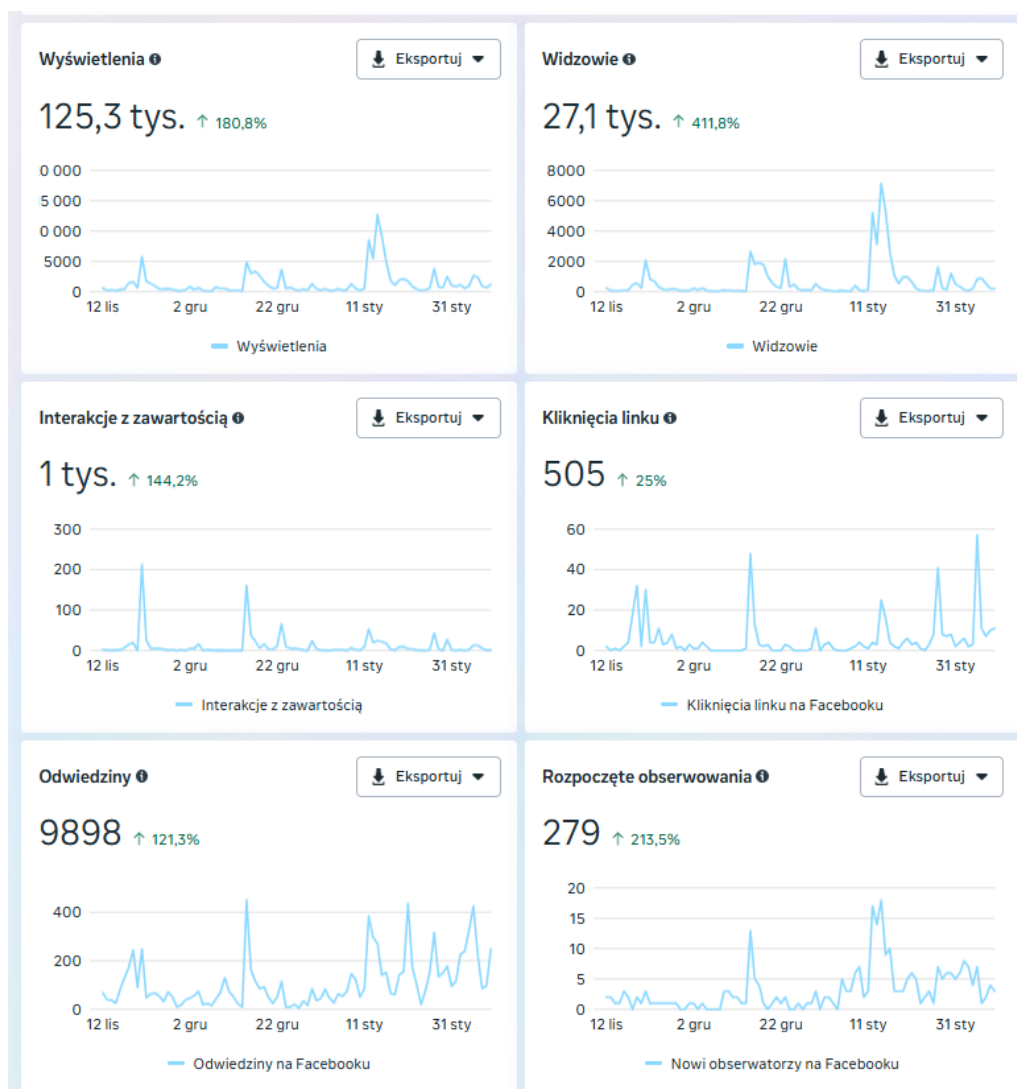 Wyświetlenia
Eksportuj
Widzowie
Eksportuj
125,3 tys. ↑ 180,8%
27,1 tys. ↑ 411,8%
0 000
5 000
0 000
5000
0
12 lis 2 gru 22 gru 11 sty 31 sty
Wyświetlenia
8000
6000
4000
2000
0
12 lis 2 gru 22 gru 11 sty 31 sty
Widzowie
Interakcje z zawartością
Eksportuj
Kliknięcia linku
Eksportuj
1 tys. ↑ 144,2%
505 ↑ 25%
300
200
100
0
12 lis 2 gru 22 gru 11 sty 31 sty
Interakcje z zawartością
60
40
20
0
12 lis 2 gru 22 gru 11 sty 31 sty
Kliknięcia linku na Facebooku
Odwiedziny
Eksportuj
Rozpoczęte obserwowania
Eksportuj
9898 ↑ 121,3%
279 ↑ 213,5%
400
200
0
12 lis 2 gru 22 gru 11 sty 31 sty
Odwiedziny na Facebooku
20
15
10
5
0
12 lis 2 gru 22 gru 11 sty 31 sty
Nowi obserwatorzy na Facebooku